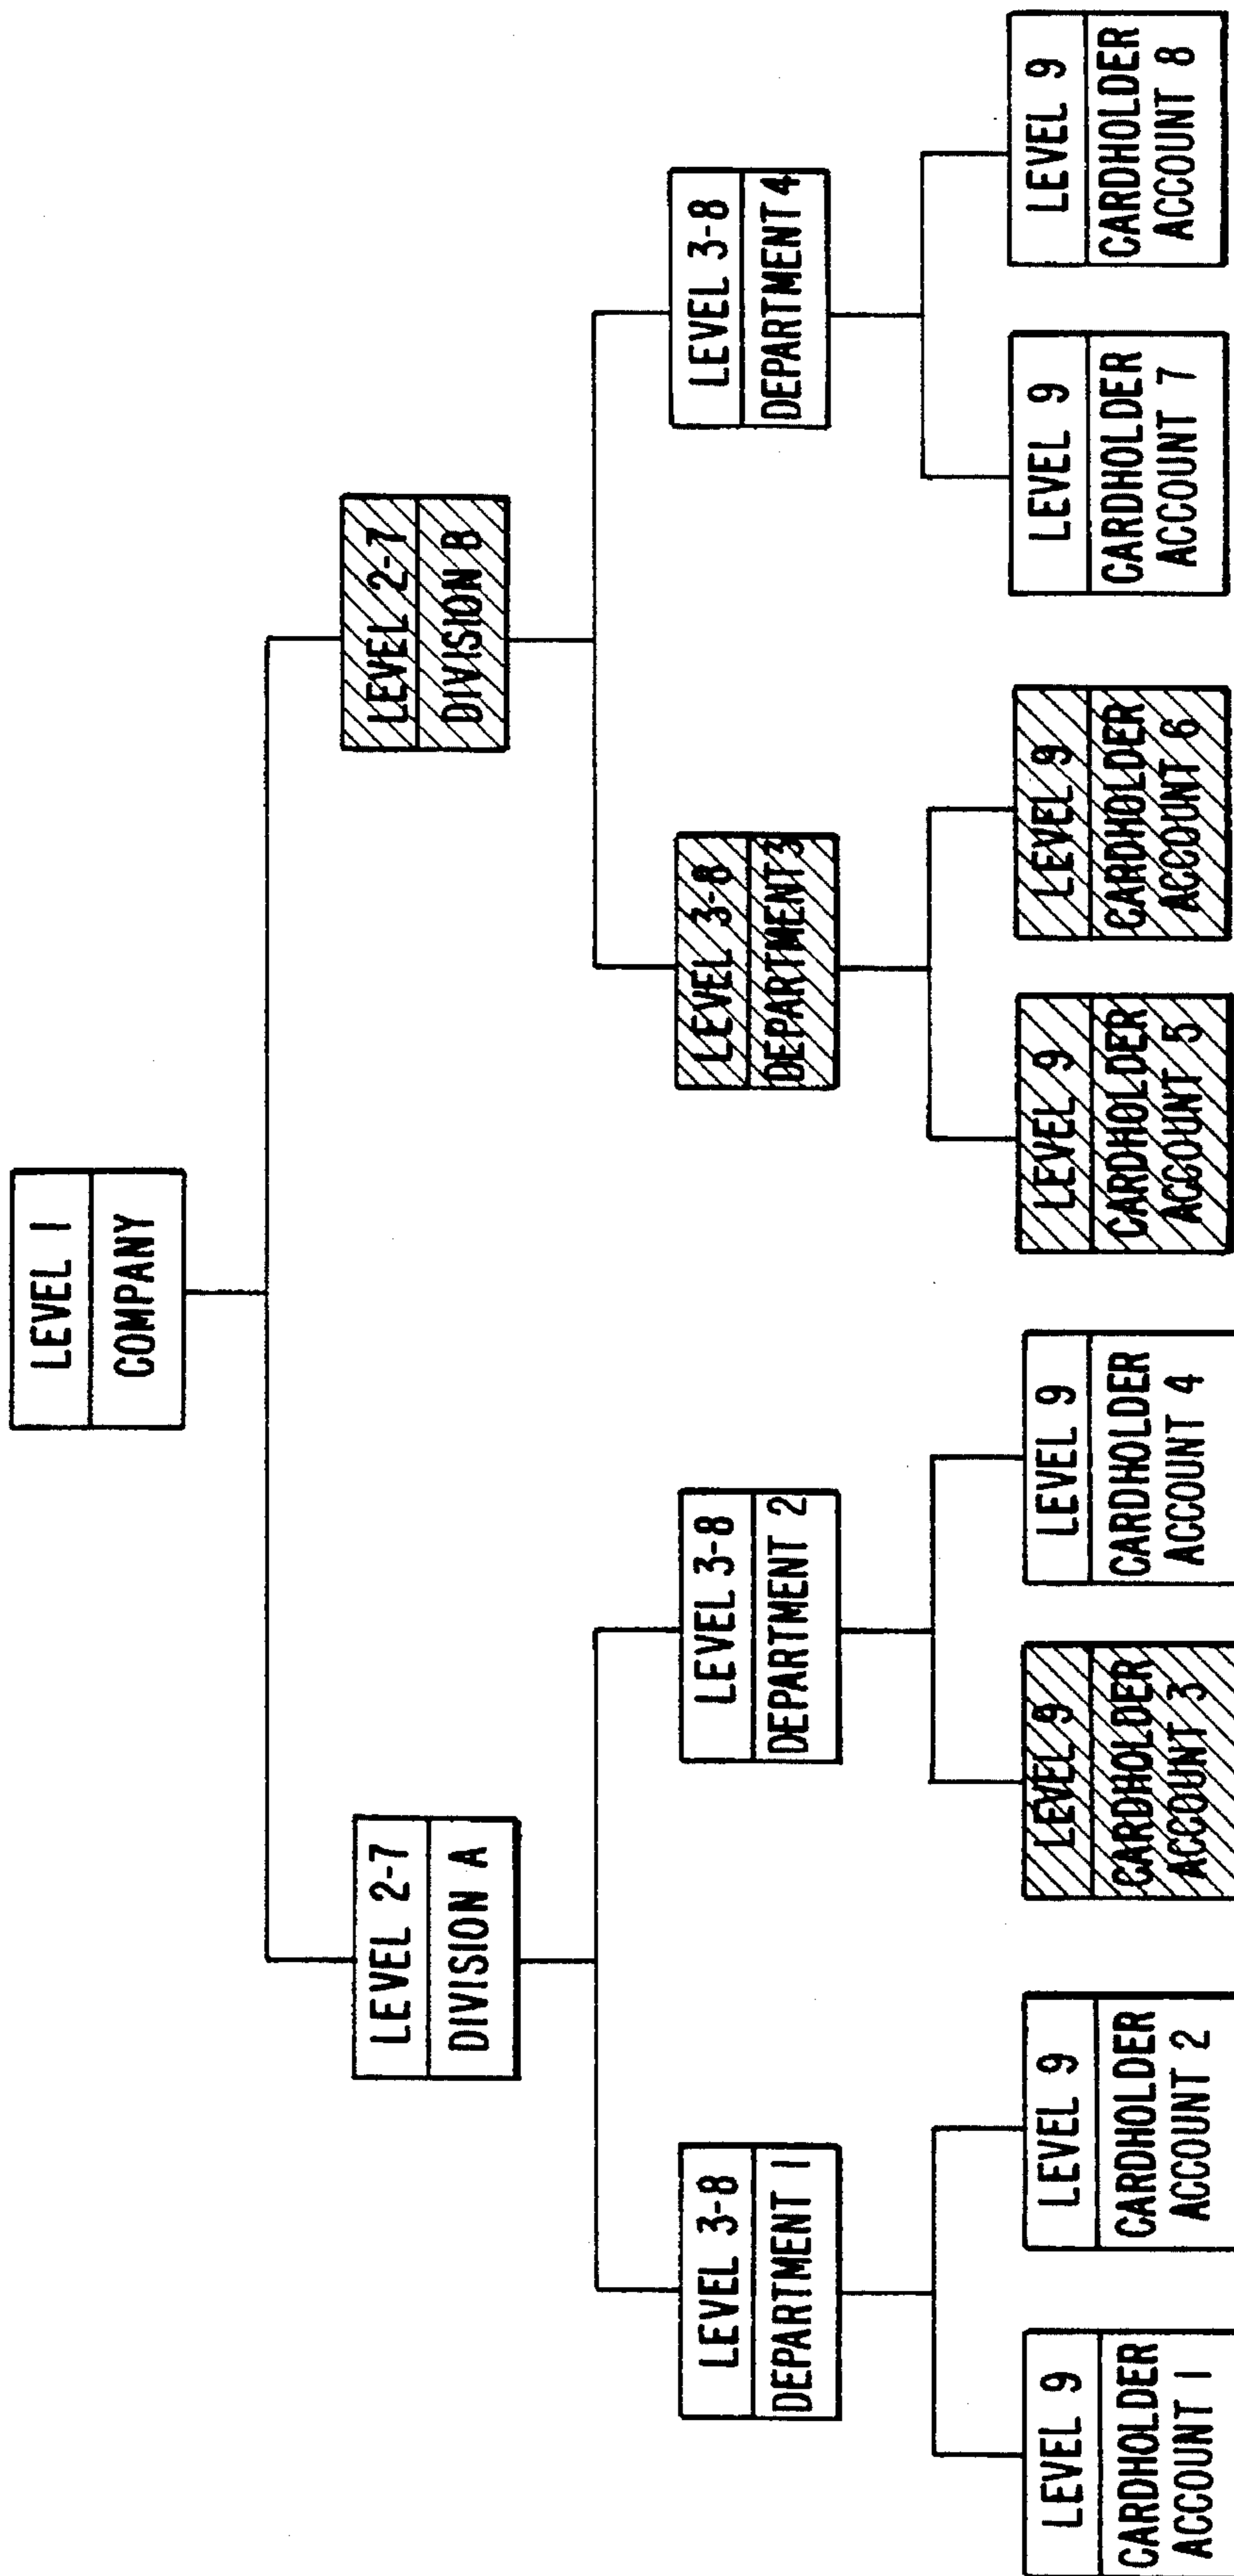 LEVEL 1
COMPANY
LEVEL 2-7
DIVISION A
LEVEL 2-7
DIVISION B
LEVEL 3-8
DEPARTMENT 1
LEVEL 3-8
DEPARTMENT 2
LEVEL 3-8
DEPARTMENT 3
LEVEL 3-8
DEPARTMENT 4
LEVEL 9
CARDHOLDER
ACCOUNT 1
LEVEL 9
CARDHOLDER
ACCOUNT 2
LEVEL 9
CARDHOLDER
ACCOUNT 3
LEVEL 9
CARDHOLDER
ACCOUNT 4
LEVEL 9
CARDHOLDER
ACCOUNT 5
LEVEL 9
CARDHOLDER
ACCOUNT 6
LEVEL 9
CARDHOLDER
ACCOUNT 7
LEVEL 9
CARDHOLDER
ACCOUNT 8